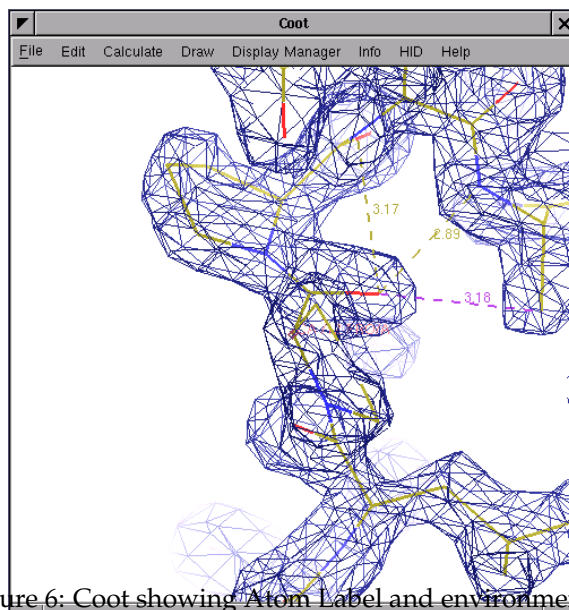 Coot
File Edit Calculate Draw Display Manager Info HID Help
3.17
2.89
3.18
ure 6: Coot showing Atom Label and environme